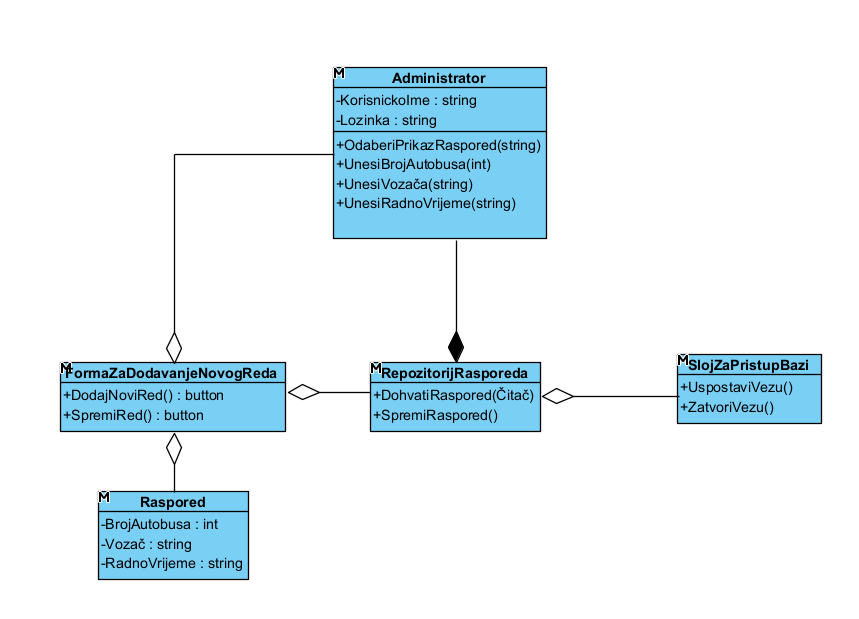 M
Administrator
-KorisnickoIme : string
-Lozinka : string
+OdaberiPrikazRaspored(string)
+UnesiBrojAutobusa(int)
+UnesiVozača(string)
+UnesiRadnoVrijeme(string)
M
FormaZaDodavanjeNovogReda
+DodajNoviRed() : button
+SpremiRed() : button
M
RepozitorijRasporeda
+DohvatiRaspored(Čitač)
+SpremiRaspored()
M
SlojZaPristupBazi
+UspostaviVezu()
+ZatvoriVezu()
M
Raspored
-BrojAutobusa : int
-Vozač : string
-RadnoVrijeme : string